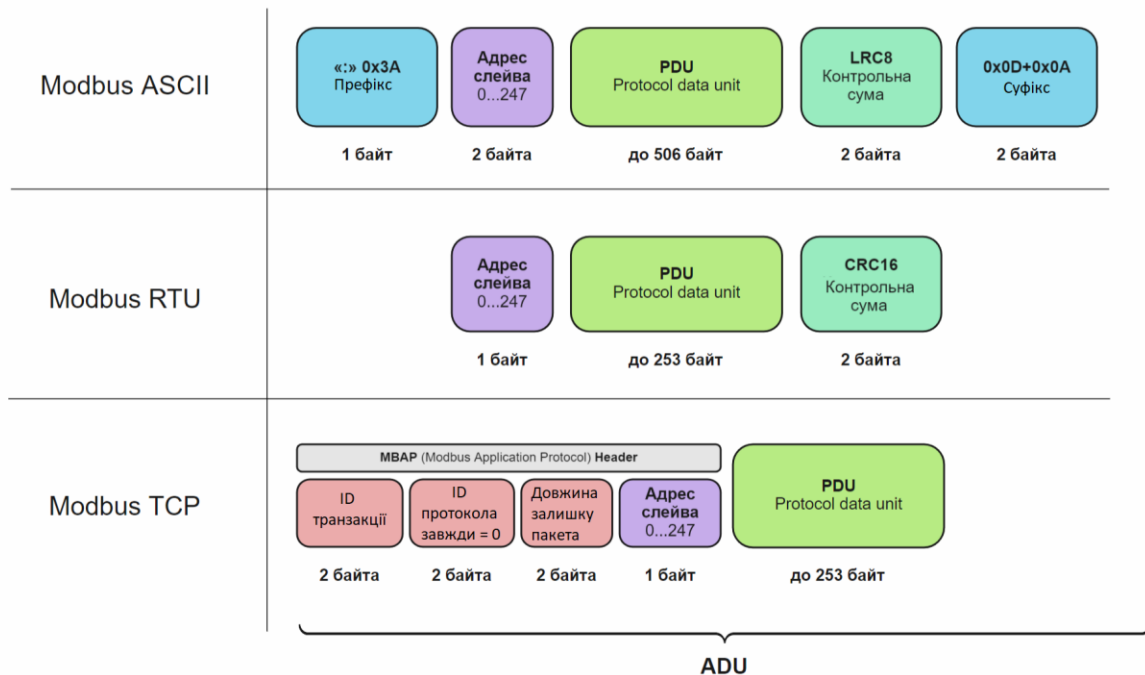 Modbus ASCII
«:» 0x3A
Префікс
Адрес
слейва
0...247
PDU
Protocol data unit
LRC8
Контрольна
сума
0x0D+0x0A
Суфікс
1 байт
2 байта
до 506 байт
2 байта
2 байта
Modbus RTU
Адрес
слейва
0...247
PDU
Protocol data unit
CRC16
Контрольна
сума
1 байт
до 253 байт
2 байта
Modbus TCP
MBAP (Modbus Application Protocol) Header
ID
транзакції
ID
протокола
завжди = 0
Довжина
залишку
пакета
Адрес
слейва
0...247
PDU
Protocol data unit
2 байта
2 байта
2 байта
1 байт
до 253 байт
ADU